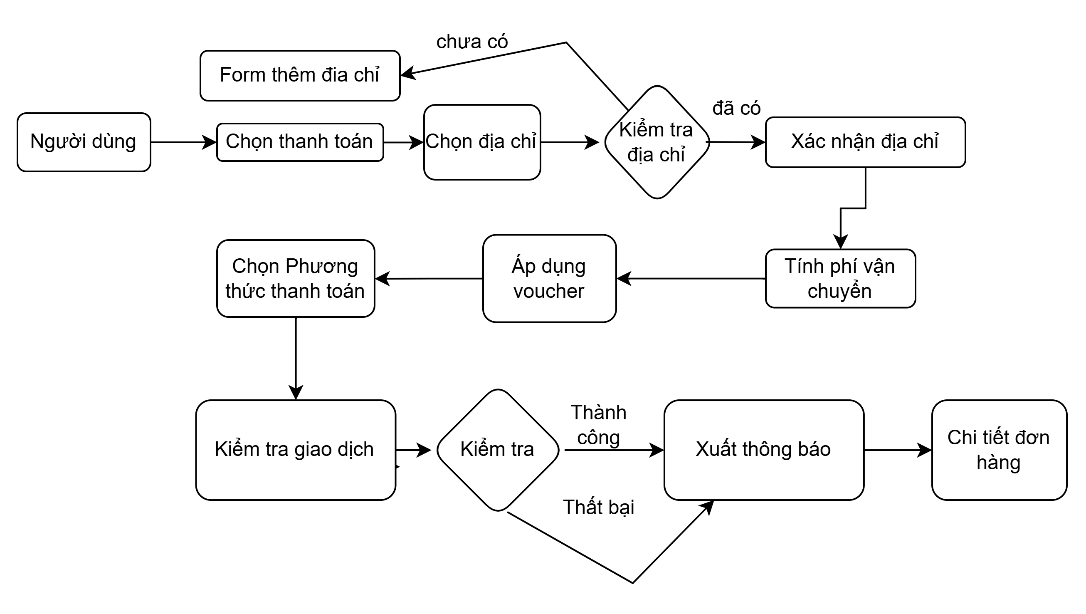 chưa có
Form thêm đia chỉ
đã có
Người dùng
Chọn thanh toán
Chọn địa chỉ
Kiểm tra
địa chỉ
Xác nhận địa chỉ
Chọn Phương
thức thanh toán
Áp dụng
voucher
Tính phí vận
chuyển
Kiểm tra giao dịch
Kiểm tra
Thành
công
Xuất thông báo
Chi tiết đơn
hàng
Thất bại